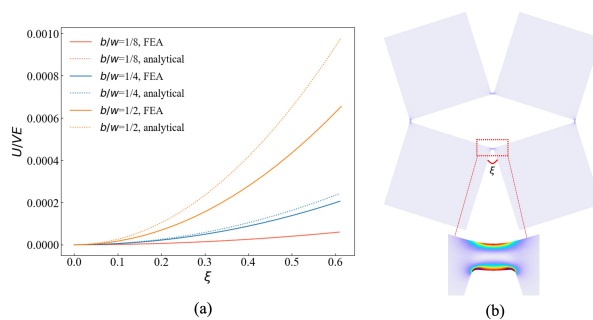 0.0010
0.0008
0.0006
0.0004
0.0002
0.0000
U/VE
b/w=1/8, FEA
b/w=1/8, analytical
b/w=1/4, FEA
b/w=1/4, analytical
b/w=1/2, FEA
b/w=1/2, analytical
0.0 0.1 0.2 0.3 0.4 0.5 0.6
ξ
(a)
ξ
(b)